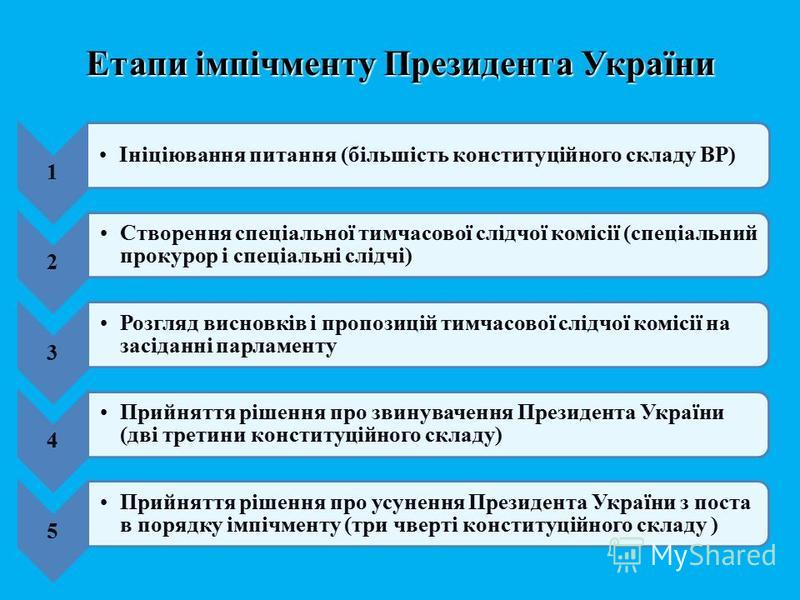 Етапи імпічменту Президента України
1
• Ініціювання питання (більшість конституційного складу ВР)
2
• Створення спеціальної тимчасової слідчої комісії (спеціальний
прокурор і спеціальні слідчі)
3
• Розгляд висновків і пропозицій тимчасової слідчої комісії на
засіданні парламенту
4
• Прийняття рішення про звинувачення Президента України
(дві третини конституційного складу)
5
• Прийняття рішення про усунення Президента України з поста
в порядку імпічменту (три чверті конституційного складу )
MyShared